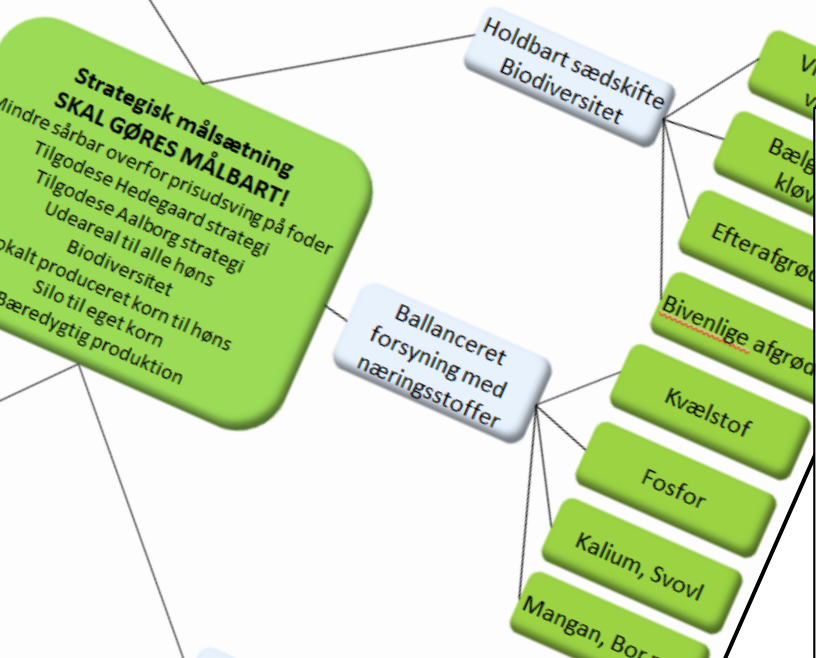 Strategisk målsætning
SKAL GØRES MÅLBART!
Mindre sårbar overfor prisudsving på foder
Tilgodese Hedegaard strategi
Tilgodese Aalborg strategi
Udeareal til alle høns
Biodiversitet
okalt produceret korn til høns
Silo til eget korn
Bæredygtig produktion
Holdbart sædskifte
Biodiversitet
Bælg
kløv
Efterafgrød
Bivenlige afgrød
Ballanceret
forsyning med
næringsstoffer
Kvælstof
Fosfor
Kalium, Svovl
Mangan, Bor